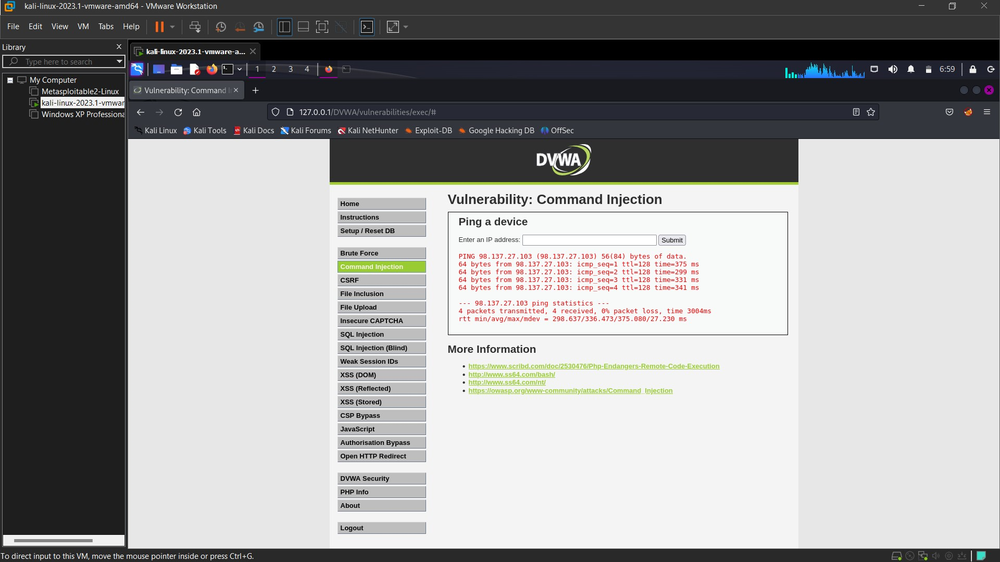 kali-linux-2023.1-vmware-amd64 - VMware Workstation
File Edit View VM Tabs Help
Library
Type here to search
My Computer
Metasploitable2-Linux
kali-linux-2023.1-vmwar
Windows XP Professiona
kali-linux-2023.1-vmware-a...
1 2 3 4
6:59
Vulnerability: Command I
127.0.0.1/DVWA/vulnerabilities/exec/#
Kali Linux Kali Tools Kali Docs Kali Forums Kali NetHunter Exploit-DB Google Hacking DB OffSec
DVWA
Home
Instructions
Setup / Reset DB
Brute Force
Command Injection
CSRF
File Inclusion
File Upload
Insecure CAPTCHA
SQL Injection
SQL Injection (Blind)
Weak Session IDs
XSS (DOM)
XSS (Reflected)
XSS (Stored)
CSP Bypass
JavaScript
Authorisation Bypass
Open HTTP Redirect
DVWA Security
PHP Info
About
Logout
Vulnerability: Command Injection
Ping a device
Enter an IP address: Submit
PING 98.137.27.103 (98.137.27.103) 56(84) bytes of data.
64 bytes from 98.137.27.103: icmp_seq=1 ttl=128 time=375 ms
64 bytes from 98.137.27.103: icmp_seq=2 ttl=128 time=299 ms
64 bytes from 98.137.27.103: icmp_seq=3 ttl=128 time=331 ms
64 bytes from 98.137.27.103: icmp_seq=4 ttl=128 time=341 ms
--- 98.137.27.103 ping statistics ---
4 packets transmitted, 4 received, 0% packet loss, time 3004ms
rtt min/avg/max/mdev = 298.637/336.473/375.080/27.230 ms
More Information
https://www.scribd.com/doc/2530476/Php-Endangers-Remote-Code-Execution
http://www.ss64.com/bash/
http://www.ss64.com/nt/
https://owasp.org/www-community/attacks/Command_Injection
To direct input to this VM, move the mouse pointer inside or press Ctrl+G.